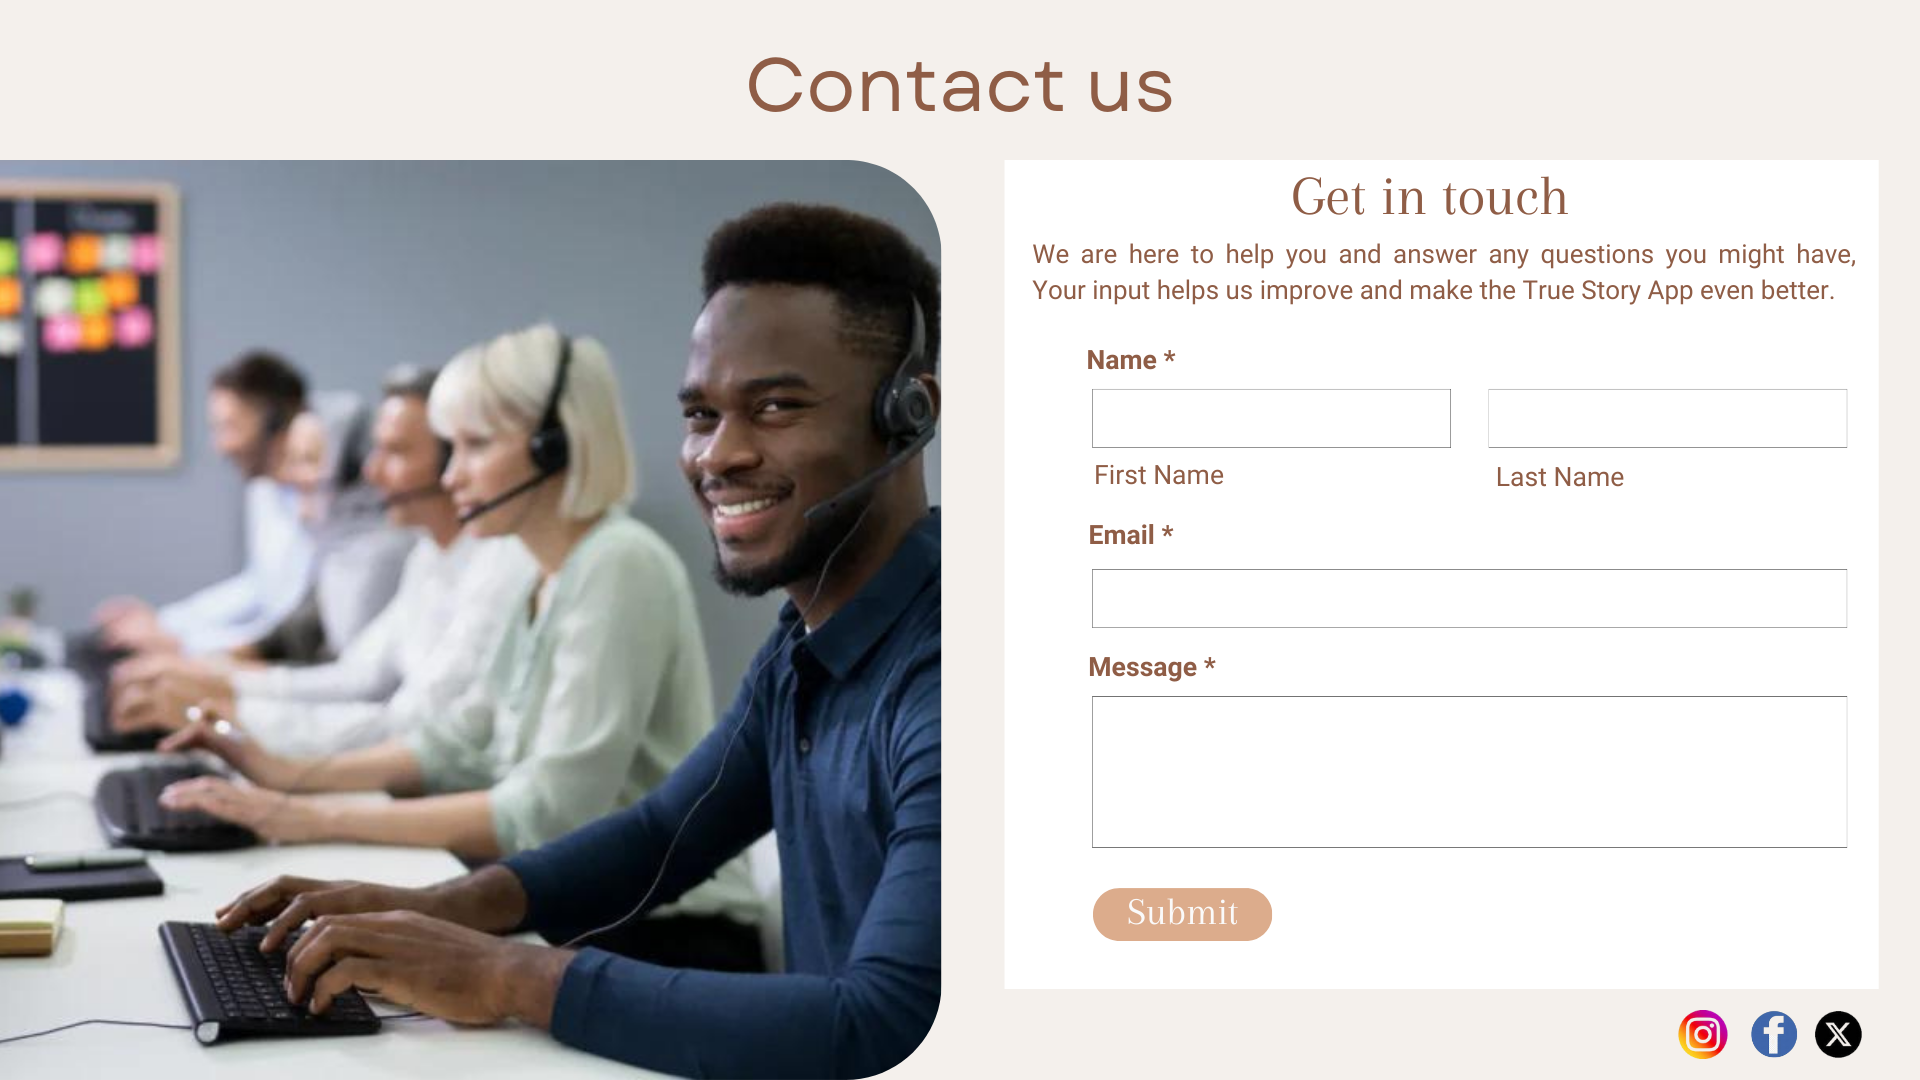 Contact us
Get in touch
We are here to help you and answer any questions you might have,
Your input helps us improve and make the True Story App even better.
Name *
First Name
Last Name
Email *
Message *
Submit